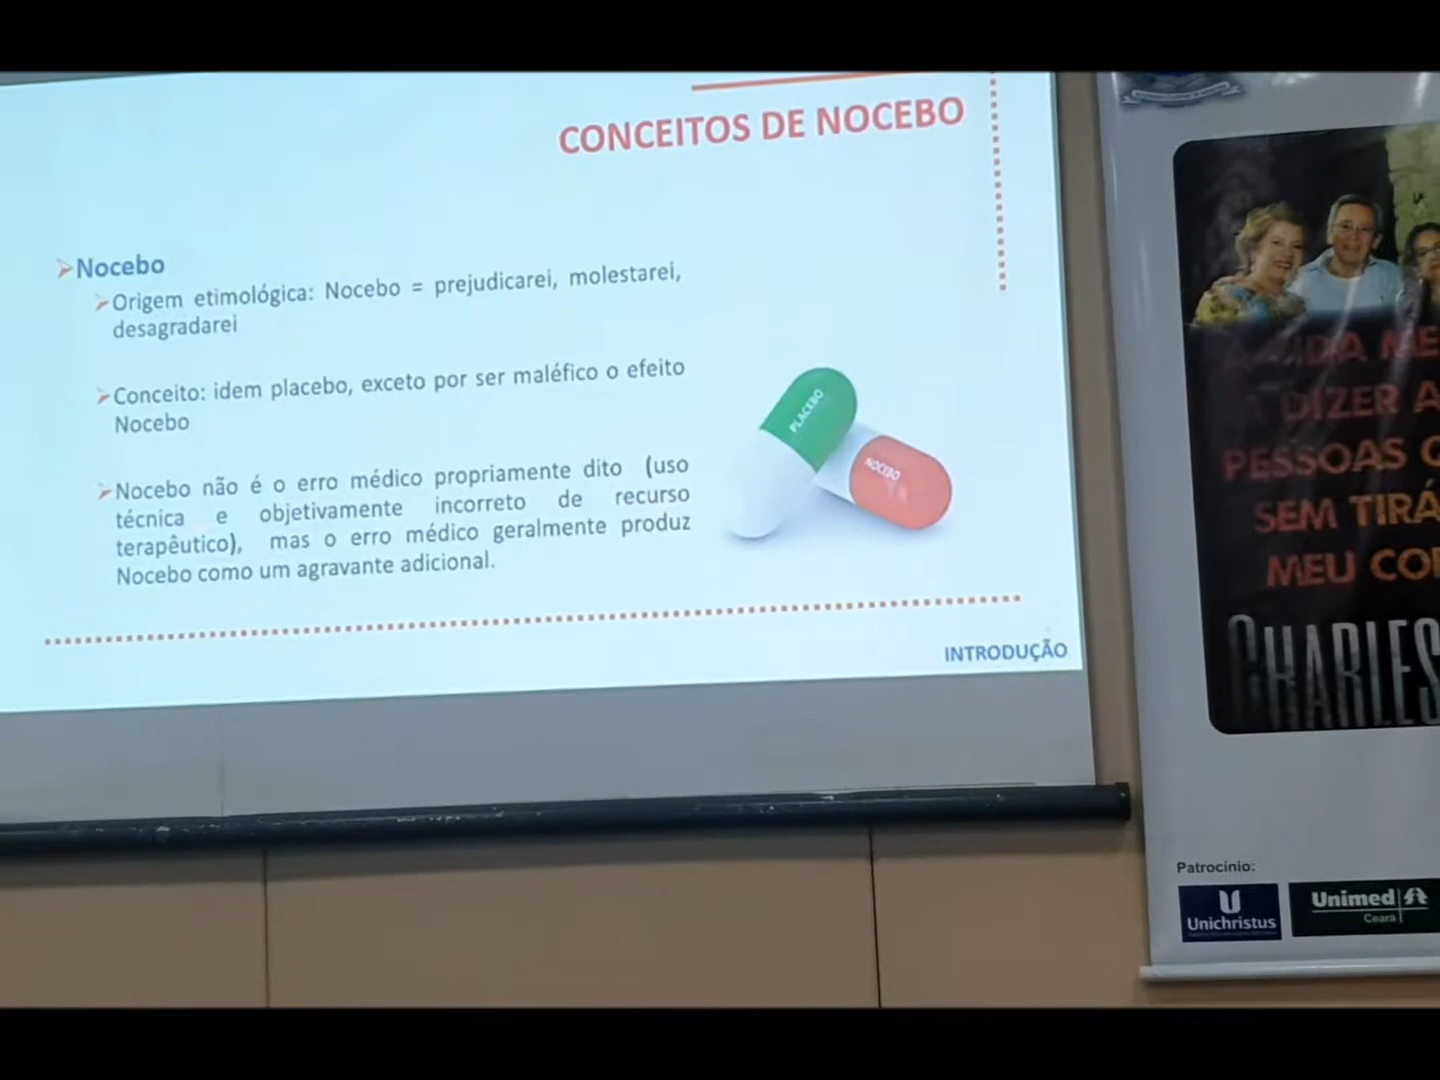 CONCEITOS DE NOCEBO
Nocebo
Origem etimológica: Nocebo = prejudicarei, molestarei,
desagradarei
Conceito: idem placebo, exceto por ser maléfico o efeito
Nocebo
Nocebo não é o erro médico propriamente dito (uso
técnica e objetivamente incorreto de recurso
terapêutico), mas o erro médico geralmente produz
Nocebo como um agravante adicional.
PLACEBO
NOCEBO
INTRODUÇÃO
A VIDA ME
A DIZER A
PESSOAS
SEM TIRÁ
MEU
CHARLES
Patrocínio:
Unichristus
Unimed
Ceará